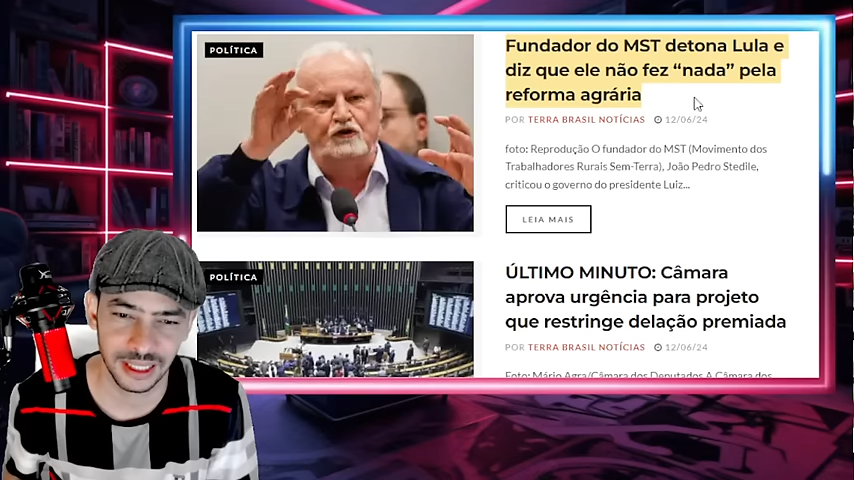 POLÍTICA
Fundador do MST detona Lula e
diz que ele não fez “nada” pela
reforma agrária
POR TERRA BRASIL NOTÍCIAS 12/06/24
foto: Reprodução O fundador do MST (Movimento dos
Trabalhadores Rurais Sem-Terra), João Pedro Stedile,
criticou o governo do presidente Luiz...
LEIA MAIS
POLÍTICA
ÚLTIMO MINUTO: Câmara
aprova urgência para projeto
que restringe delação premiada
POR TERRA BRASIL NOTÍCIAS 12/06/24
Foto: Mário Agra/Câmara dos Deputados A Câmara dos